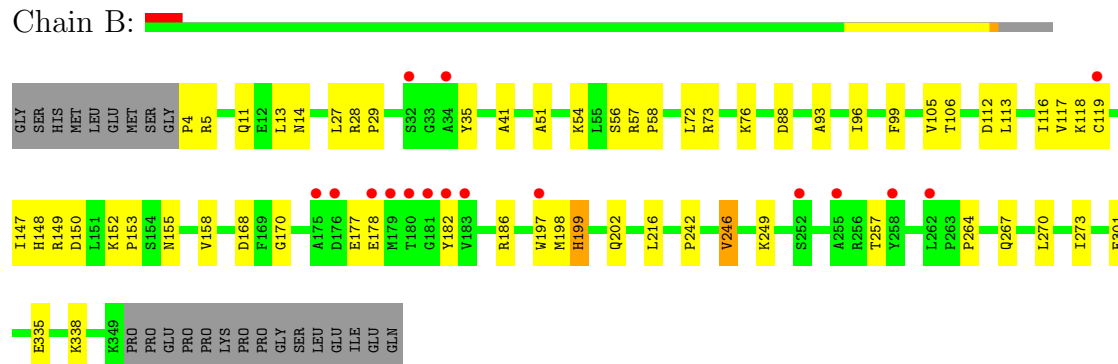 Chain B:
GLY SER HIS MET LEU GLU MET SER GLY P4 R5 Q11 E12 L13 N14 L27 R28 P29 S32 G33 A34 Y35 A41 A51 K54 L55 S56 R57 P58 L72 R73 K76 D88 A93 I96 F99 V105 T106 D112 L113 I116 V117 K118 C119
I147 H148 R149 D150 L151 K152 P153 S154 N155 V158 D168 F169 G170 A175 D176 E177 E178 M179 T180 G181 Y182 V183 R186 W197 M198 H199 Q202 L216 P242 V246 K249 S252 A255 R256 T257 Y258 L262 P263 P264 Q267 L270 I273
E335 K338 K349 PRO PRO GLU PRO PRO LYS PRO PRO GLY SER LEU GLU ILE GLU GLN